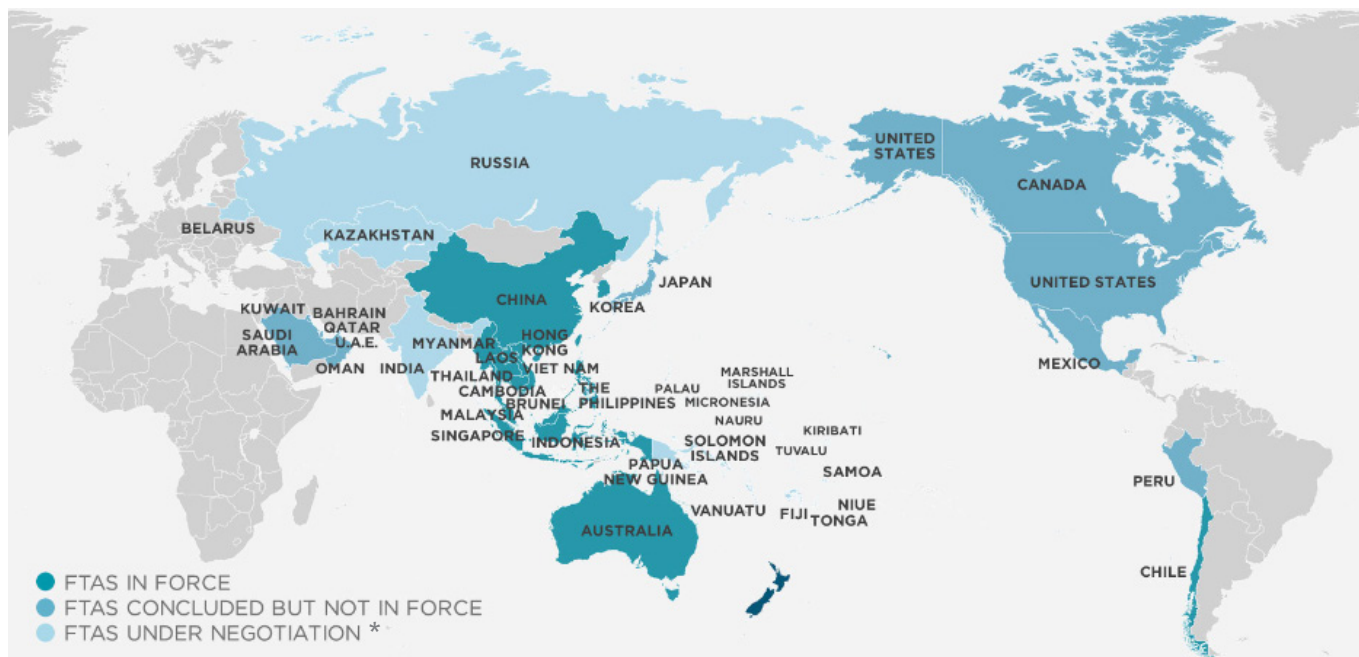 UNITED
STATES
RUSSIA
CANADA
BELARUS
KAZAKHSTAN
UNITED STATES
JAPAN
CHINA
KOREA
KUWAIT
BAHRAIN
QATAR
U.A.E.
SAUDI
ARABIA
OMAN
INDIA
MYANMAR
LAOS
HONG
KONG
VIET NAM
THAILAND
CAMBODIA
BRUNEI
THE
PHILIPPINES
MALAYSIA
SINGAPORE
INDONESIA
MEXICO
MARSHALL
ISLANDS
PALAU
MICRONESIA
NAURU
KIRIBATI
SOLOMON
ISLANDS
TUVALU
SAMOA
PAPUA
NEW GUINEA
PERU
VANUATU
FIJI
NIUE
TONGA
AUSTRALIA
CHILE
FTAS IN FORCE
FTAS CONCLUDED BUT NOT IN FORCE
FTAS UNDER NEGOTIATION *